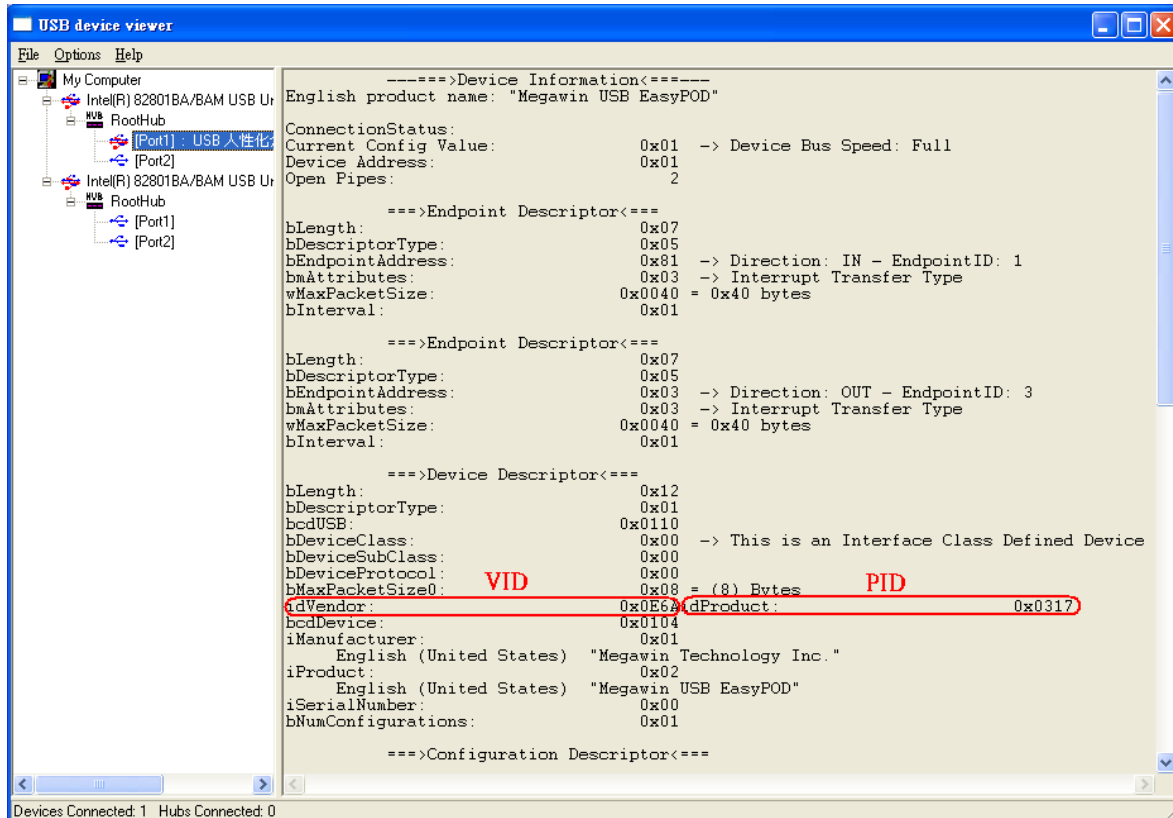 USB device viewer
File Options Help
My Computer
Intel(R) 82801BA/BAM USB Un
RootHub
[Port1] : USB 人性化
[Port2]
Intel(R) 82801BA/BAM USB Un
RootHub
[Port1]
[Port2]
---===>Device Information<===---
English product name: "Megawin USB EasyPOD"
ConnectionStatus:
Current Config Value: 0x01 -> Device Bus Speed: Full
Device Address: 0x01
Open Pipes: 2
===>Endpoint Descriptor<===
bLength: 0x07
bDescriptorType: 0x05
bEndpointAddress: 0x81 -> Direction: IN - EndpointID: 1
bmAttributes: 0x03 -> Interrupt Transfer Type
wMaxPacketSize: 0x0040 = 0x40 bytes
bInterval: 0x01
===>Endpoint Descriptor<===
bLength: 0x07
bDescriptorType: 0x05
bEndpointAddress: 0x03 -> Direction: OUT - EndpointID: 3
bmAttributes: 0x03 -> Interrupt Transfer Type
wMaxPacketSize: 0x0040 = 0x40 bytes
bInterval: 0x01
===>Device Descriptor<===
bLength: 0x12
bDescriptorType: 0x01
bcdUSB: 0x0110
bDeviceClass: 0x00 -> This is an Interface Class Defined Device
bDeviceSubClass: 0x00
bDeviceProtocol: 0x00
VID PID
bMaxPacketSize0: 0x08 = (8) Bytes
idVendor: 0x0E6A idProduct: 0x0317
bcdDevice: 0x0104
iManufacturer: 0x01
English (United States) "Megawin Technology Inc."
iProduct: 0x02
English (United States) "Megawin USB EasyPOD"
iSerialNumber: 0x00
bNumConfigurations: 0x01
===>Configuration Descriptor<===
Devices Connected: 1 Hubs Connected: 0